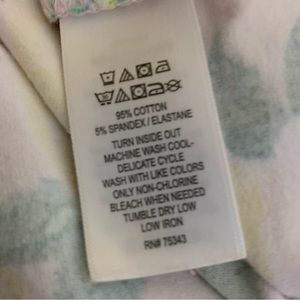 95% COTTON
5% SPANDEX / ELASTANE
TURN INSIDE OUT
MACHINE WASH COOL-
DELICATE CYCLE
WASH WITH LIKE COLORS
ONLY NON-CHLORINE
BLEACH WHEN NEEDED
TUMBLE DRY LOW
LOW IRON
RN# 75343